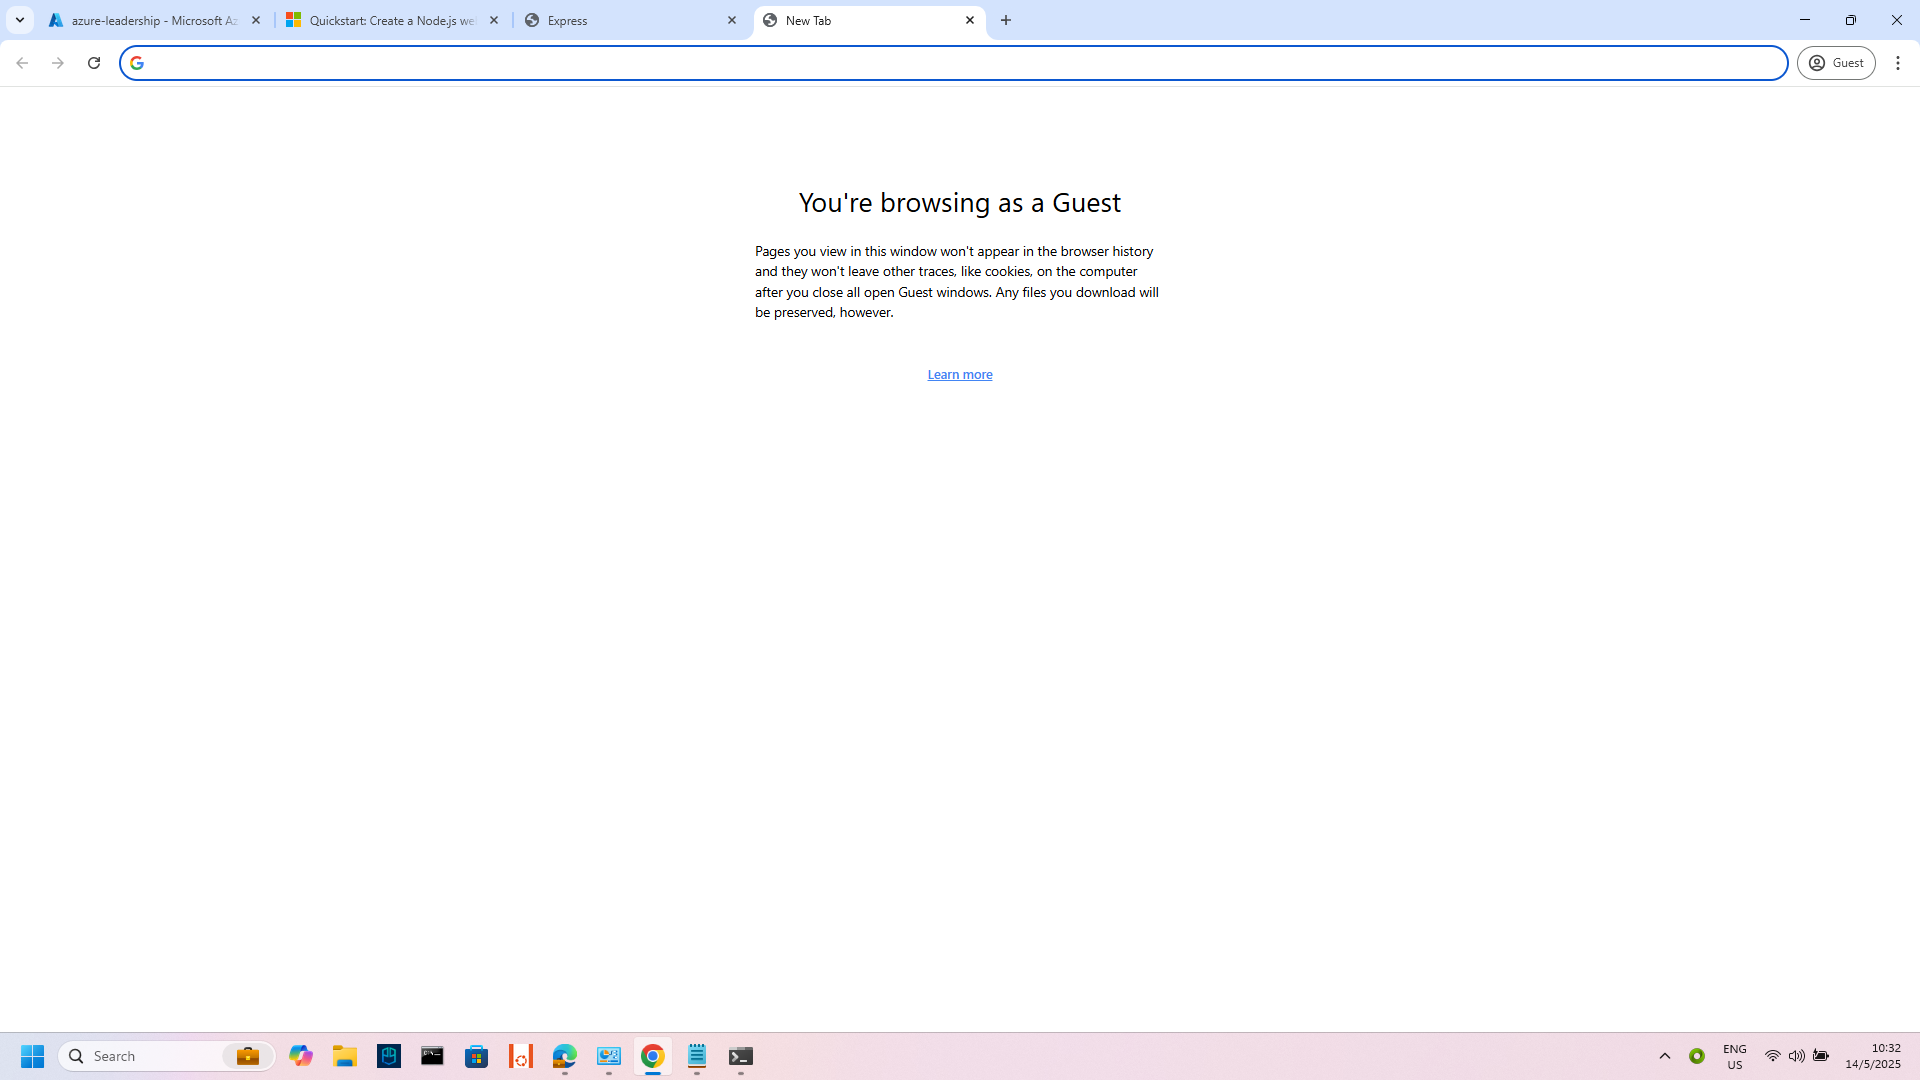 azure-leadership - Microsoft Az
Quickstart: Create a Node.js we
Express
New Tab
Guest
You're browsing as a Guest
Pages you view in this window won't appear in the browser history
and they won't leave other traces, like cookies, on the computer
after you close all open Guest windows. Any files you download will
be preserved, however.
Learn more
Search
ENG
US
10:32
14/5/2025